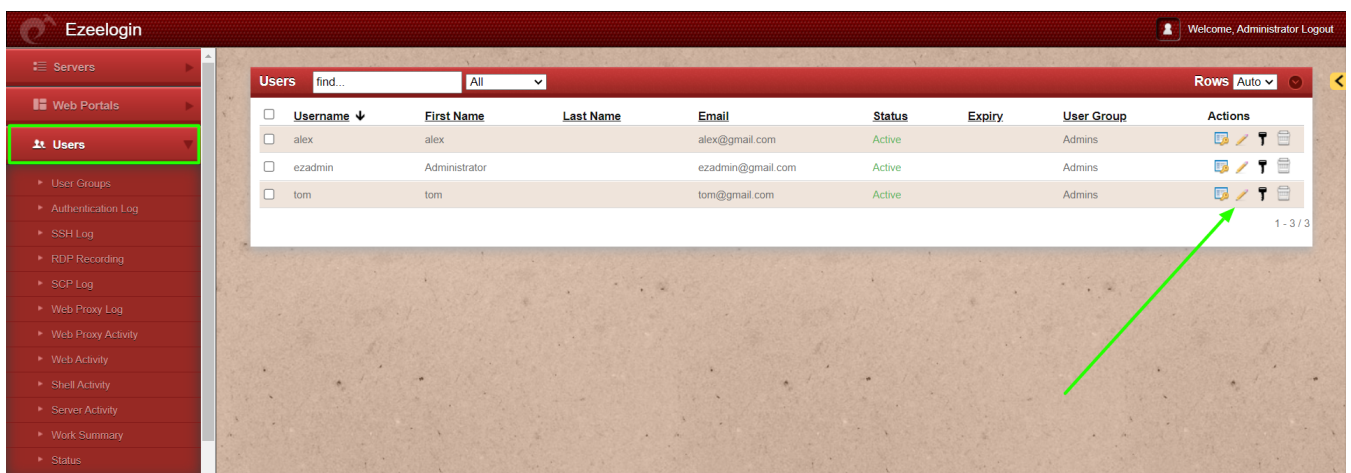 Ezeelogin
Welcome, Administrator Logout
Servers
Web Portals
Users
User Groups
Authentication Log
SSH Log
RDP Recording
SCP Log
Web Proxy Log
Web Proxy Activity
Web Activity
Shell Activity
Server Activity
Work Summary
Status
Users find... All Rows Auto
Username First Name Last Name Email Status Expiry User Group Actions
alex alex alex@gmail.com Active Admins
ezadmin Administrator ezadmin@gmail.com Active Admins
tom tom tom@gmail.com Active Admins
1 - 3 / 3